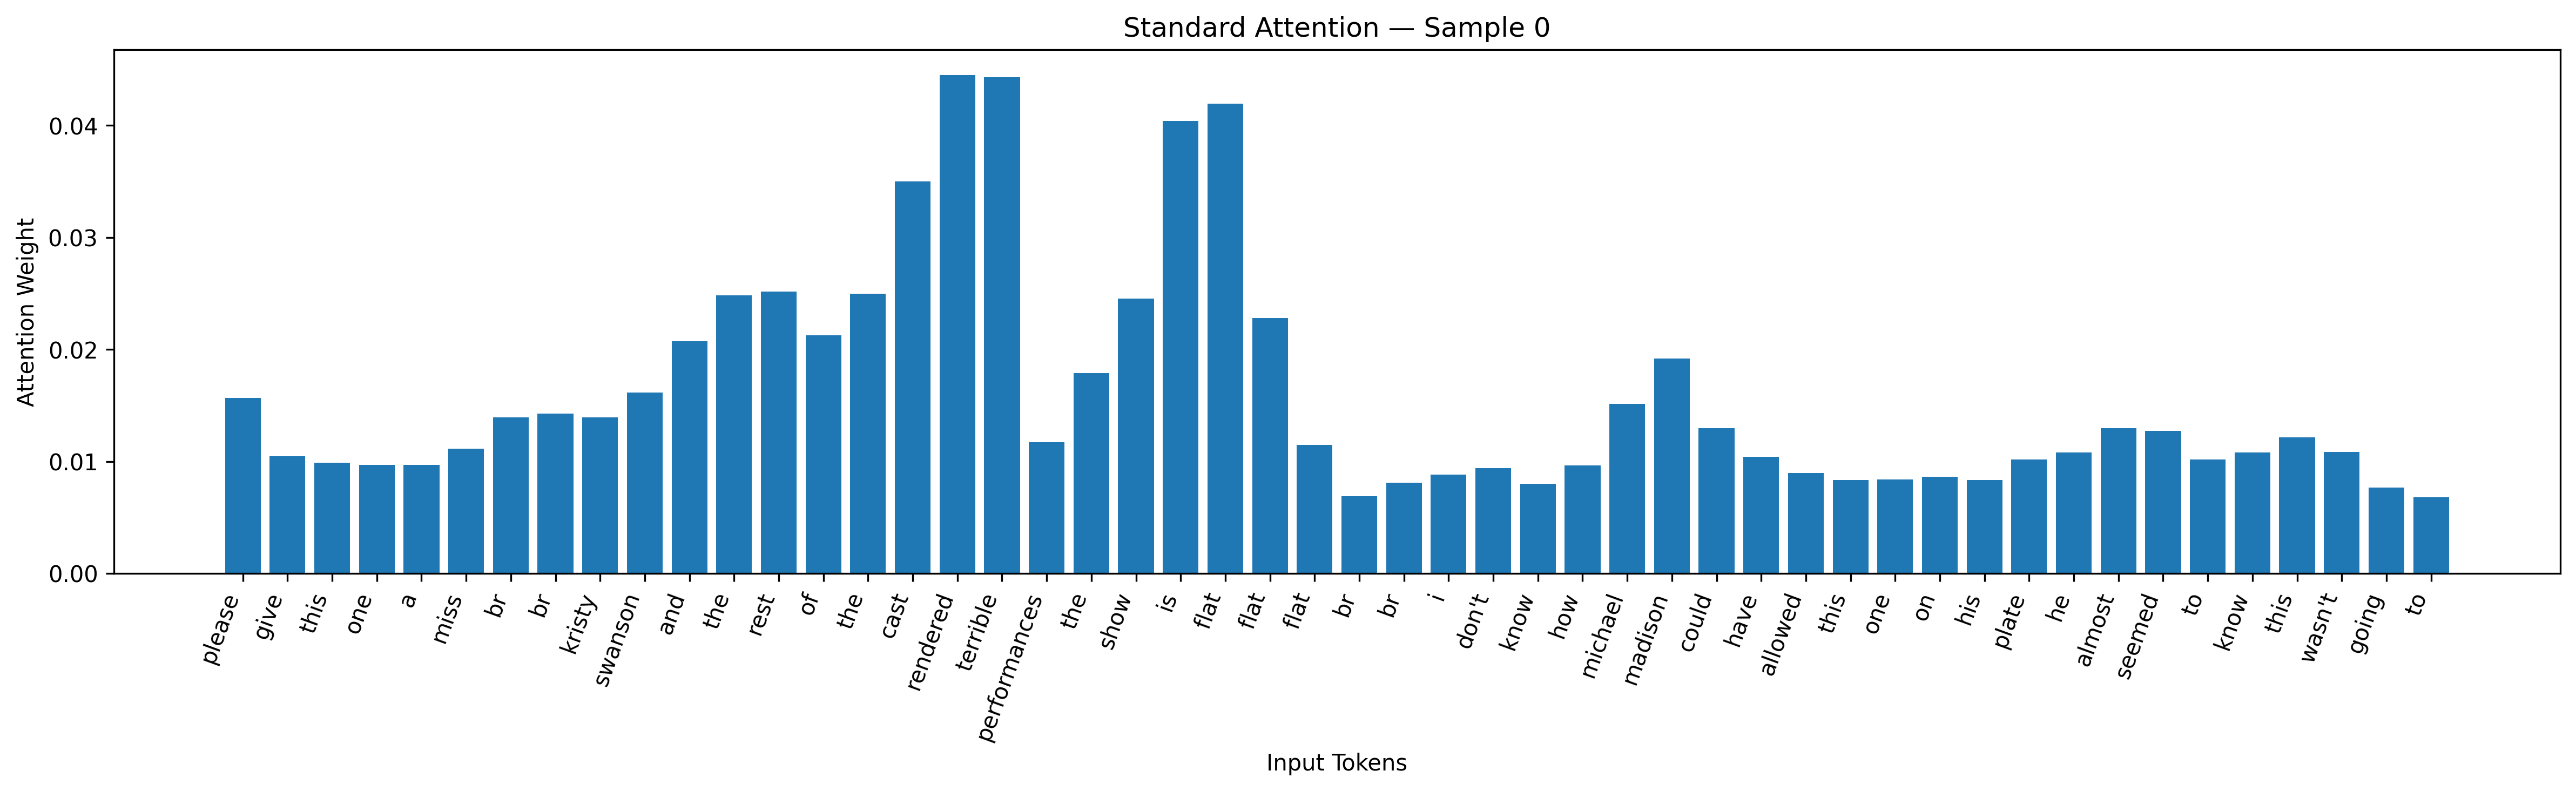 Standard Attention — Sample 0
Attention Weight
0.04
0.03
0.02
0.01
0.00
please
give
this
one
a
miss
br
br
kristy
swanson
and
the
rest
of
the
cast
rendered
terrible
performances
the
show
is
flat
flat
flat
br
br
i
don't
know
how
michael
madison
could
have
allowed
this
one
on
his
plate
he
almost
seemed
to
know
this
wasn't
going
to
Input Tokens